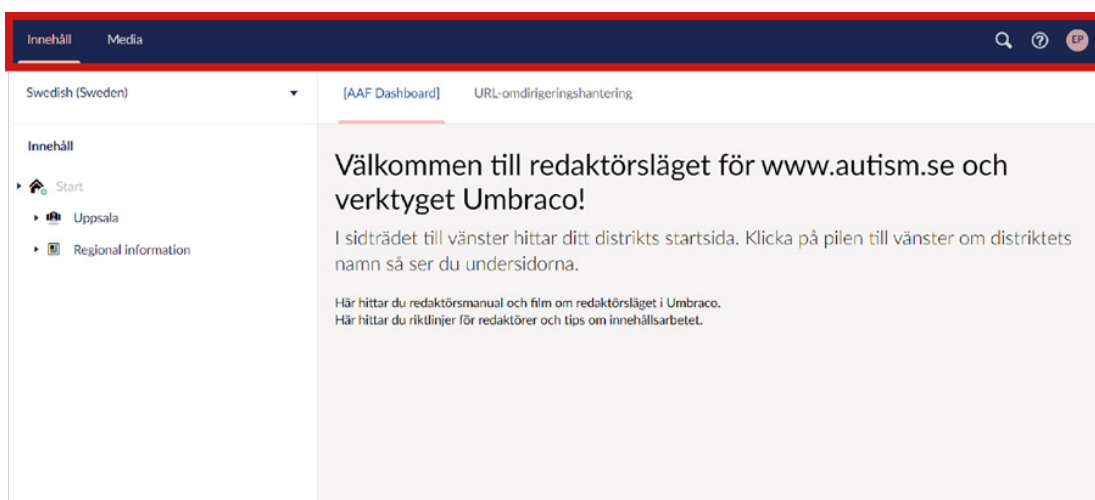 Innehåll Media EP
Swedish (Sweden) [AAF Dashboard] URL-omdirigeringshantering
Innehåll
Start
Uppsala
Regional information
Välkommen till redaktörsläget för www.autism.se och
verktyget Umbraco!
I sidträdet till vänster hittar ditt distrikts startsida. Klicka på pilen till vänster om distriktets
namn så ser du undersidorna.
Här hittar du redaktörsmanual och film om redaktörsläget i Umbraco.
Här hittar du riktlinjer för redaktörer och tips om innehållsarbetet.